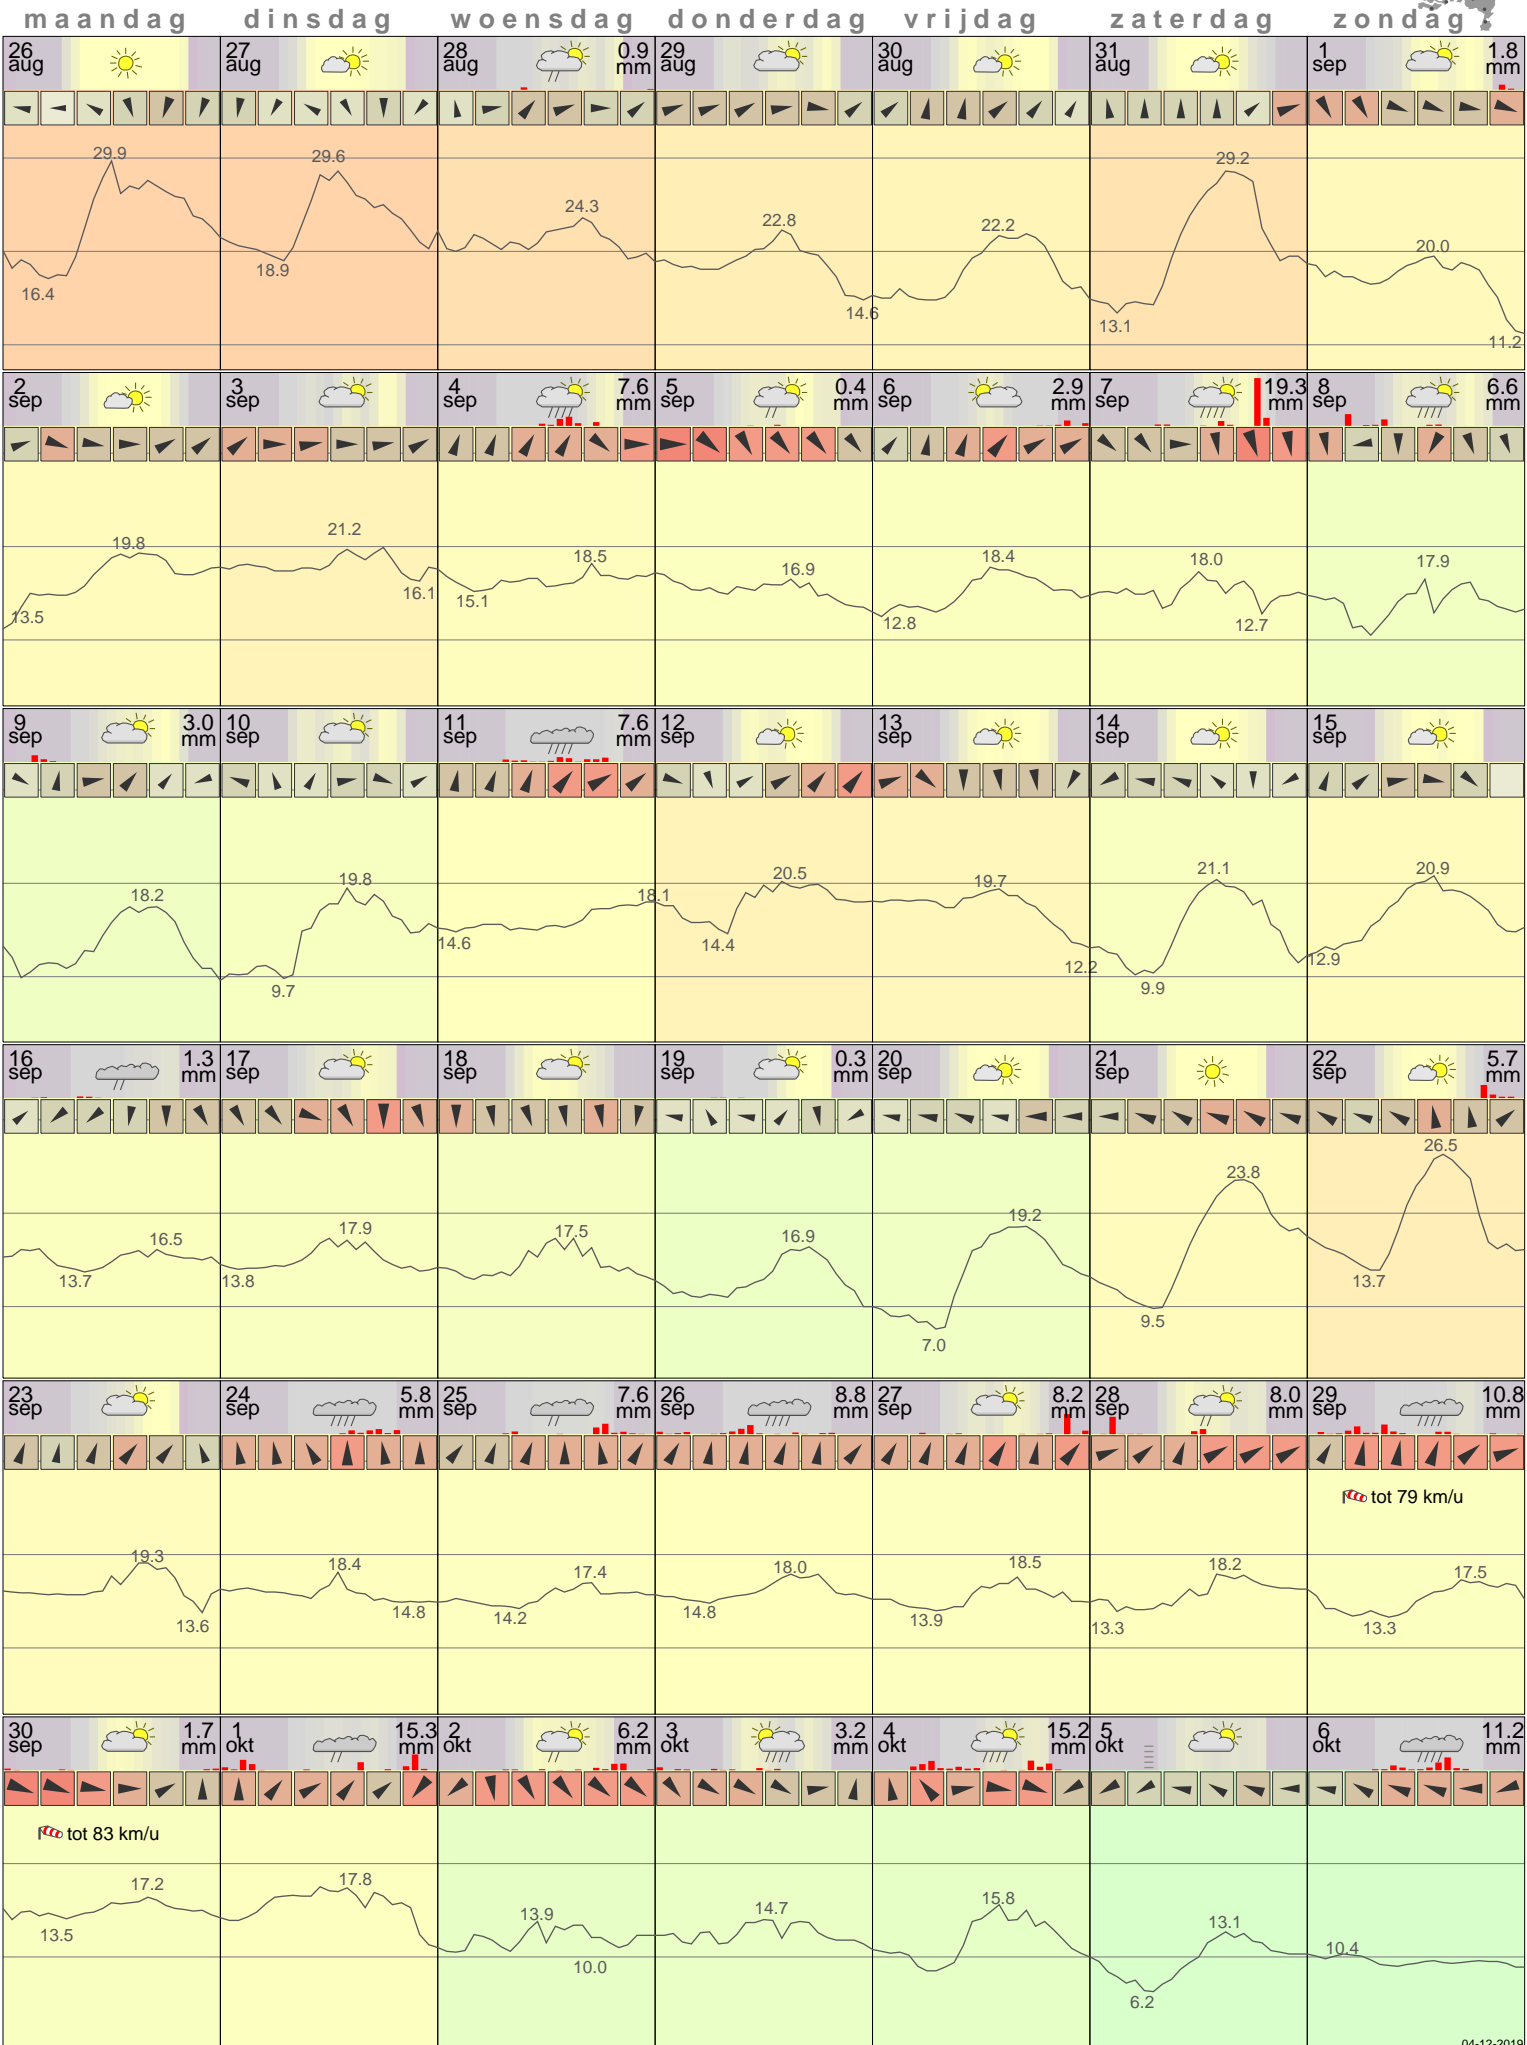 maandag dinsdag woensdag donderdag vrijdag zaterdag zondag
26 aug 27 aug 28 aug 0.9 mm 29 aug 30 aug 31 aug 1 sep 1.8 mm
29.9 29.6 24.3 22.8 22.2 29.2 20.0
16.4 18.9 14.6 13.1 11.2
2 sep 3 sep 4 sep 7.6 mm 5 sep 0.4 mm 6 sep 2.9 mm 7 sep 19.3 mm 8 sep 6.6 mm
19.8 21.2 18.5 16.9 18.4 18.0 17.9
13.5 16.1 15.1 12.8 12.7
9 sep 3.0 mm 10 sep 11 sep 7.6 mm 12 sep 13 sep 14 sep 15 sep
18.2 19.8 18.1 20.5 19.7 21.1 20.9
9.7 14.6 14.4 12.2 9.9 12.9
16 sep 1.3 mm 17 sep 18 sep 19 sep 0.3 mm 20 sep 21 sep 22 sep 5.7 mm
16.5 17.9 17.5 16.9 19.2 23.8 26.5
13.7 13.8 7.0 9.5 13.7
23 sep 24 sep 5.8 mm 25 sep 7.6 mm 26 sep 8.8 mm 27 sep 8.2 mm 28 sep 8.0 mm 29 sep 10.8 mm
tot 79 km/u
19.3 18.4 17.4 18.0 18.5 18.2 17.5
13.6 14.8 14.2 14.8 13.9 13.3 13.3
30 sep 1.7 mm 1 okt 15.3 mm 2 okt 6.2 mm 3 okt 3.2 mm 4 okt 15.2 mm 5 okt 6 okt 11.2 mm
tot 83 km/u
17.2 17.8 13.9 14.7 15.8 13.1 10.4
13.5 10.0 6.2
04-12-2019